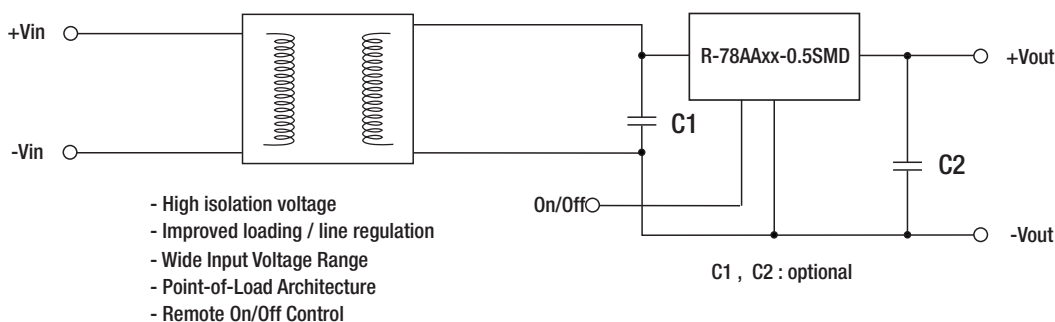 +Vin
R-78AAxx-0.5SMD
+Vout
C1
-Vin
C2
- High isolation voltage
On/Off
- Improved loading / line regulation
-Vout
- Wide Input Voltage Range
C1 , C2 : optional
- Point-of-Load Architecture
- Remote On/Off Control